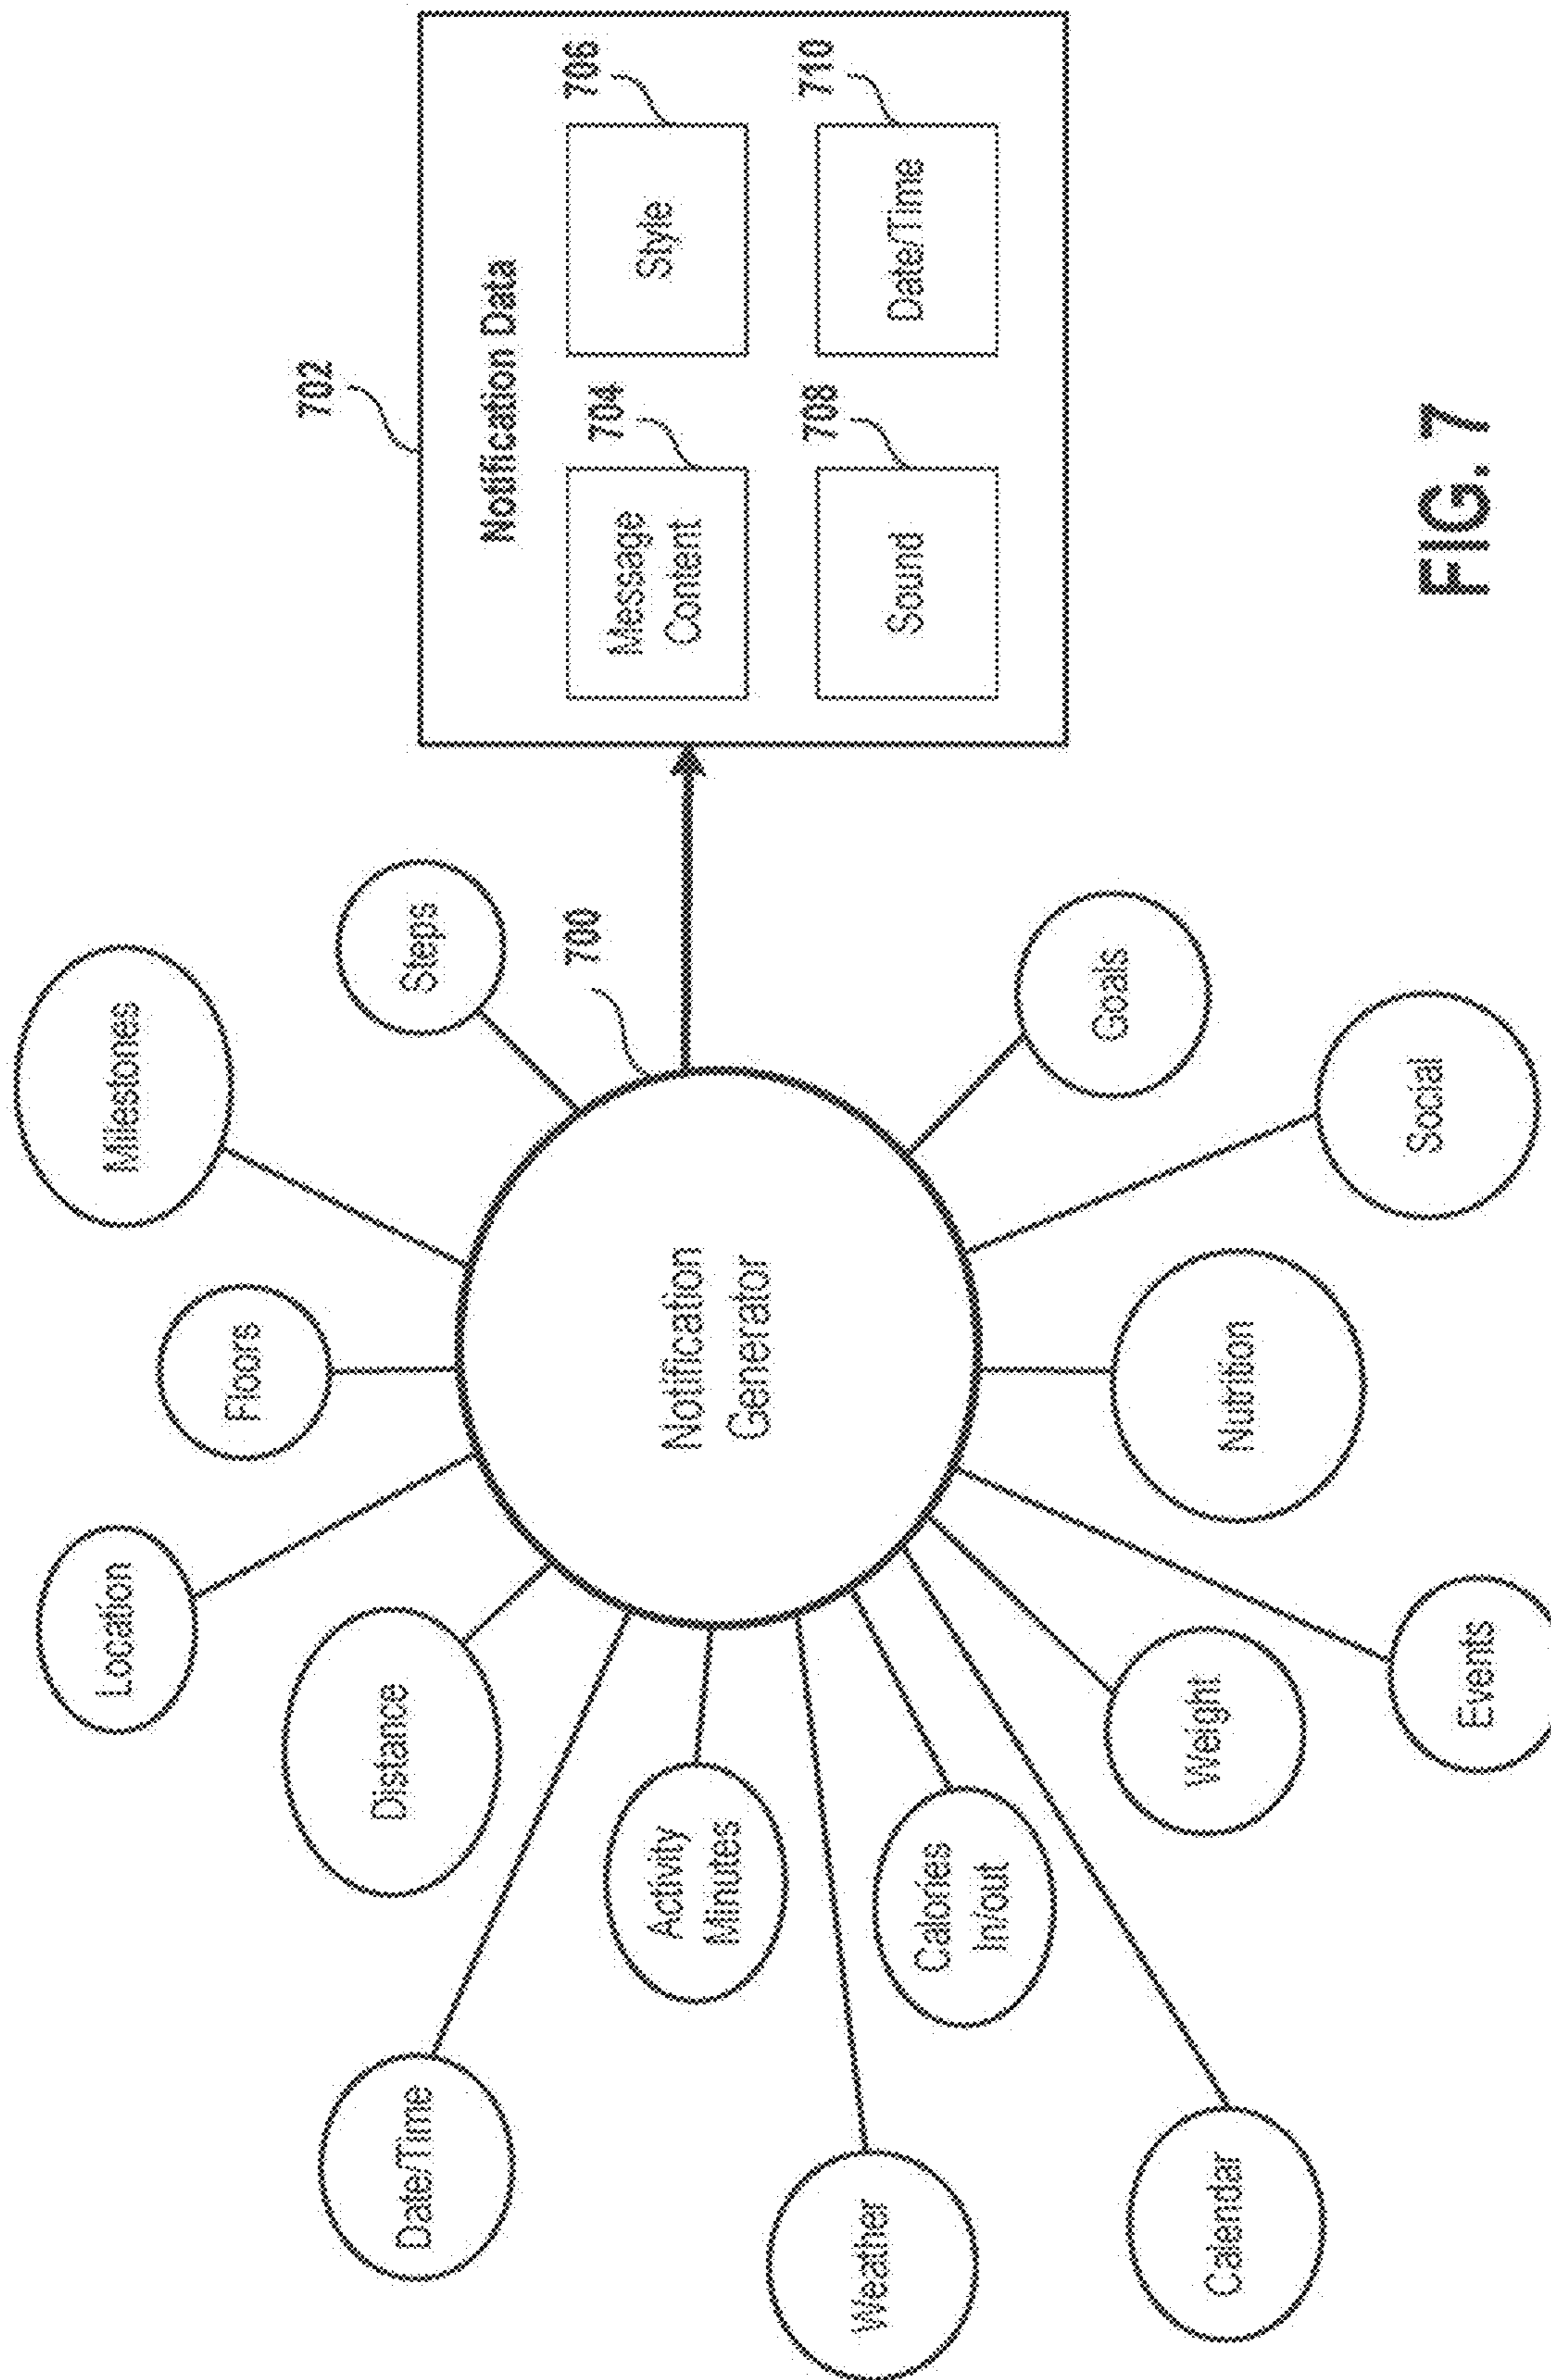 Milestones
Location
Floors
Steps
Distance
Date/Time
700
Activity
Minutes
Notification
Generator
Weather
Calories
In/out
Goals
Weight
Nutrition
Calendar
Social
Events
702
Notification Data
704
Message
Content
706
Style
708
Sound
710
Date/Time
FIG. 7